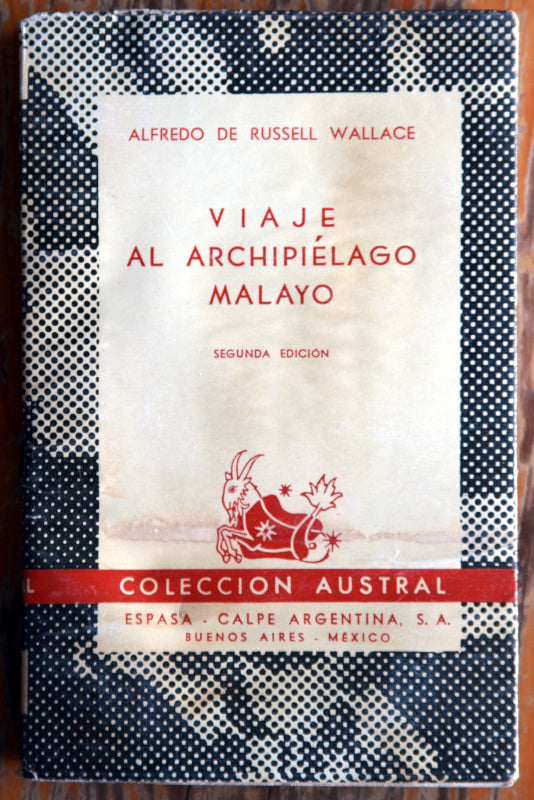 ALFREDO DE RUSSELL WALLACE
VIAJE
AL ARCHIPIÉLAGO
MALAYO
SEGUNDA EDICIÓN
L COLECCION AUSTRAL
ESPASA - CALPE ARGENTINA, S. A.
BUENOS AIRES - MÉXICO